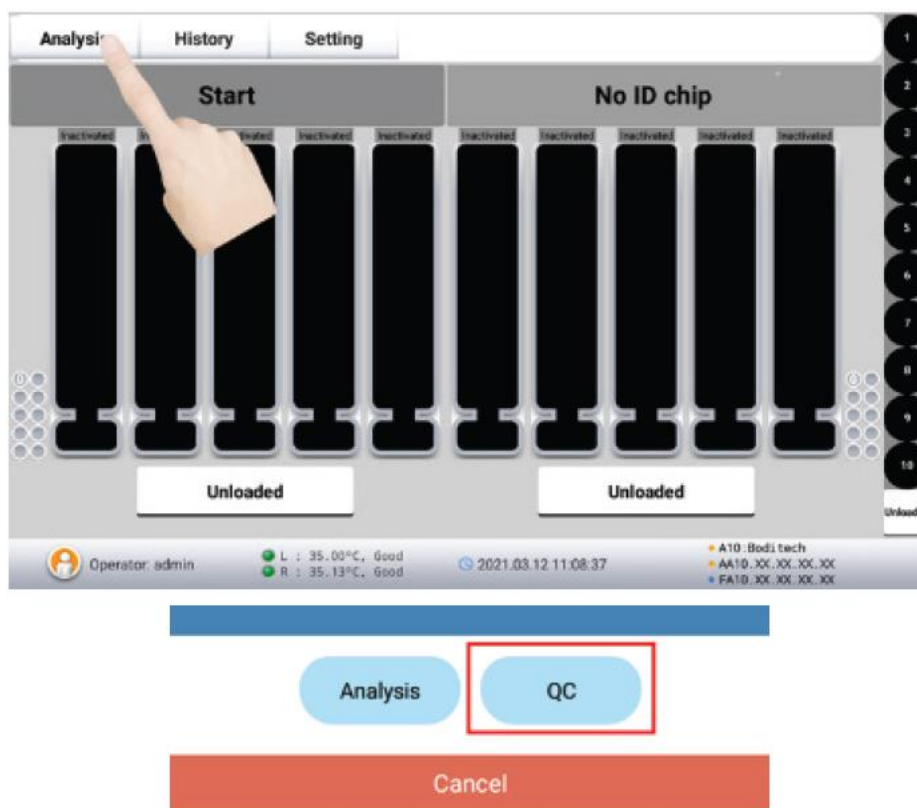 Analysis
History
Setting
1
Start
No ID chip
2
Inactivated
Inactivated
Inactivated
Inactivated
Inactivated
Inactivated
Inactivated
Inactivated
3
4
5
6
7
8
9
10
Unloaded
Unloaded
Operator: admin
L : 35.00°C, Good
R : 35.13°C, Good
2021.03.12 11:08:37
A10:Boditech
AA10.XX.XX.XX.XX
FA10.XX.XX.XX.XX
Analysis
QC
Cancel